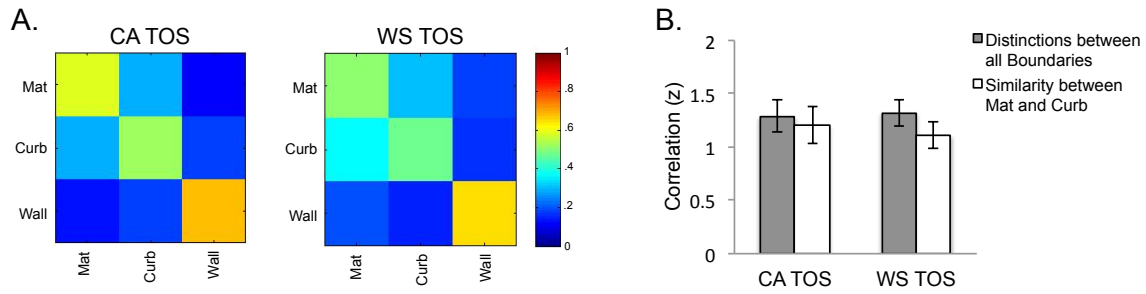 A.
CA TOS
WS TOS
Mat
Curb
Wall
Mat
Curb
Wall
Mat
Curb
Wall
Mat
Curb
Wall
1
.8
.6
.4
.2
0
B.
2
1.5
1
0.5
0
Correlation (z)
CA TOS
WS TOS
Distinctions between
all Boundaries
Similarity between
Mat and Curb